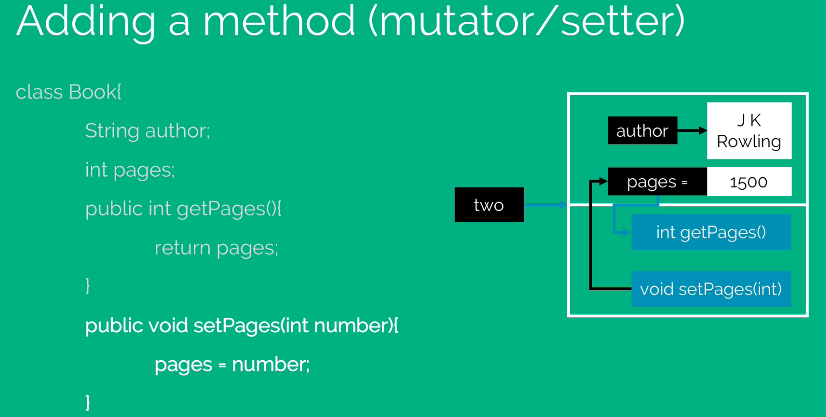 Adding a method (mutator/setter)
class Book{
String author;
int pages;
public int getPages(){
return pages;
}
public void setPages(int number){
pages = number;
}
two
author
J K
Rowling
pages =
1500
int getPages()
void setPages(int)